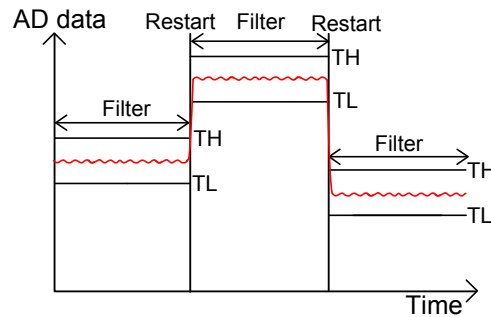 AD data
Restart
Filter
Restart
TH
TL
Filter
TH
TL
Filter
TH
TL
Time